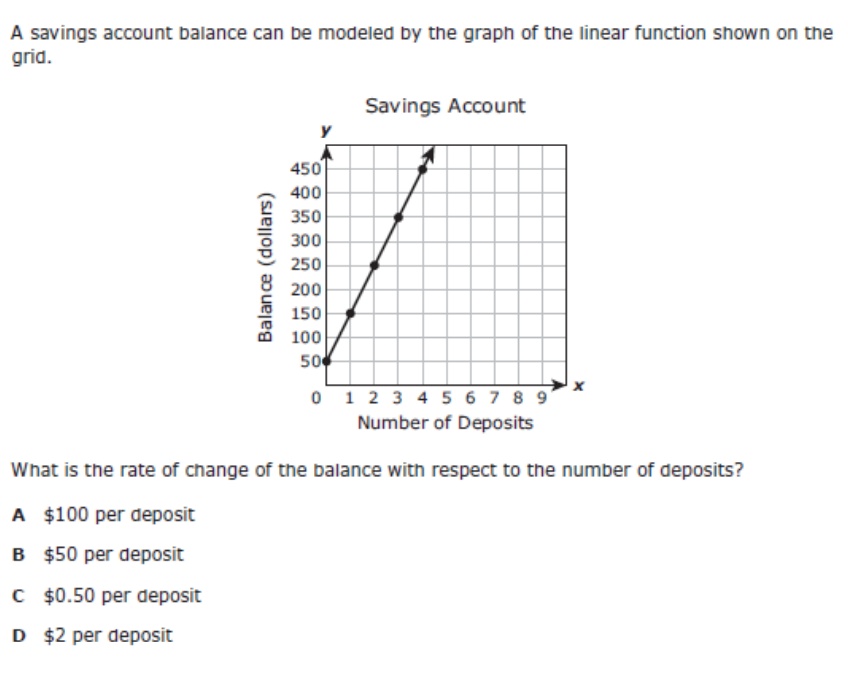 A savings account balance can be modeled by the graph of the linear function shown on the
grid.
Savings Account
y
450
400
350
300
250
200
150
100
50
Balance (dollars)
0 1 2 3 4 5 6 7 8 9
x
Number of Deposits
What is the rate of change of the balance with respect to the number of deposits?
A $100 per deposit
B $50 per deposit
C $0.50 per deposit
D $2 per deposit